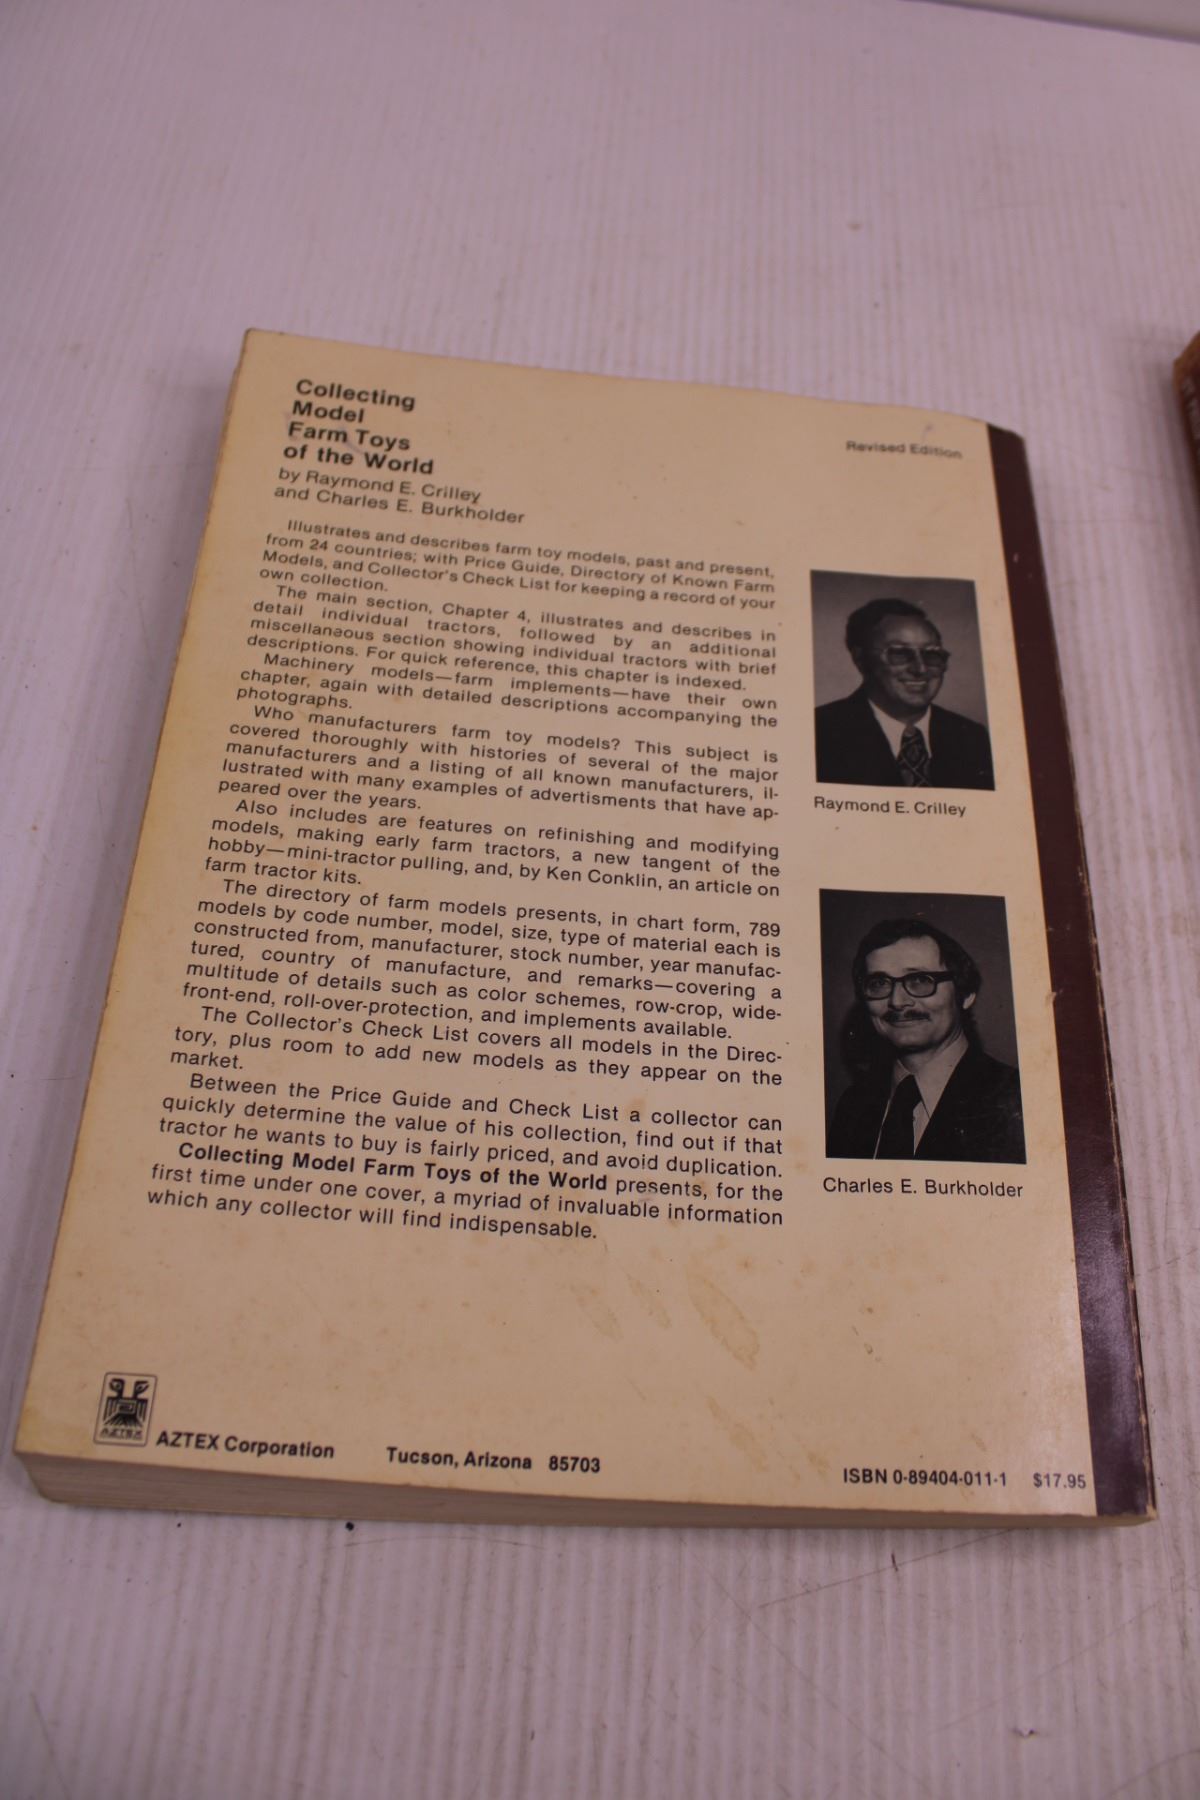 Collecting
Model
Farm Toys
of the World
by Raymond E. Crilley
and Charles E. Burkholder
Revised Edition
Illustrates and describes farm toy models, past and present,
from 24 countries; with Price Guide, Directory of Known Farm
Models, and Collector's Check List for keeping a record of your
own collection.
The main section, Chapter 4, illustrates and describes in
detail individual tractors, followed by an additional
miscellaneous section showing individual tractors with brief
descriptions. For quick reference, this chapter is indexed.
Machinery models—farm implements—have their own
chapter, again with detailed descriptions accompanying the
photographs.
Who manufacturers farm toy models? This subject is
covered thoroughly with histories of several of the major
manufacturers and a listing of all known manufacturers, il-
lustrated with many examples of advertisments that have ap-
peared over the years.
Also includes are features on refinishing and modifying
models, making early farm tractors, a new tangent of the
hobby—mini-tractor pulling, and, by Ken Conklin, an article on
farm tractor kits.
The directory of farm models presents, in chart form, 789
models by code number, model, size, type of material each is
constructed from, manufacturer, stock number, year manufac-
tured, country of manufacture, and remarks—covering a
multitude of details such as color schemes, row-crop, wide-
front-end, roll-over-protection, and implements available.
The Collector's Check List covers all models in the Direc-
tory, plus room to add new models as they appear on the
market.
Between the Price Guide and Check List a collector can
quickly determine the value of his collection, find out if that
tractor he wants to buy is fairly priced, and avoid duplication.
Collecting Model Farm Toys of the World presents, for the
first time under one cover, a myriad of invaluable information
which any collector will find indispensable.
Raymond E. Crilley
Charles E. Burkholder
AZTEX
AZTEX Corporation Tucson, Arizona 85703
ISBN 0-89404-011-1 $17.95